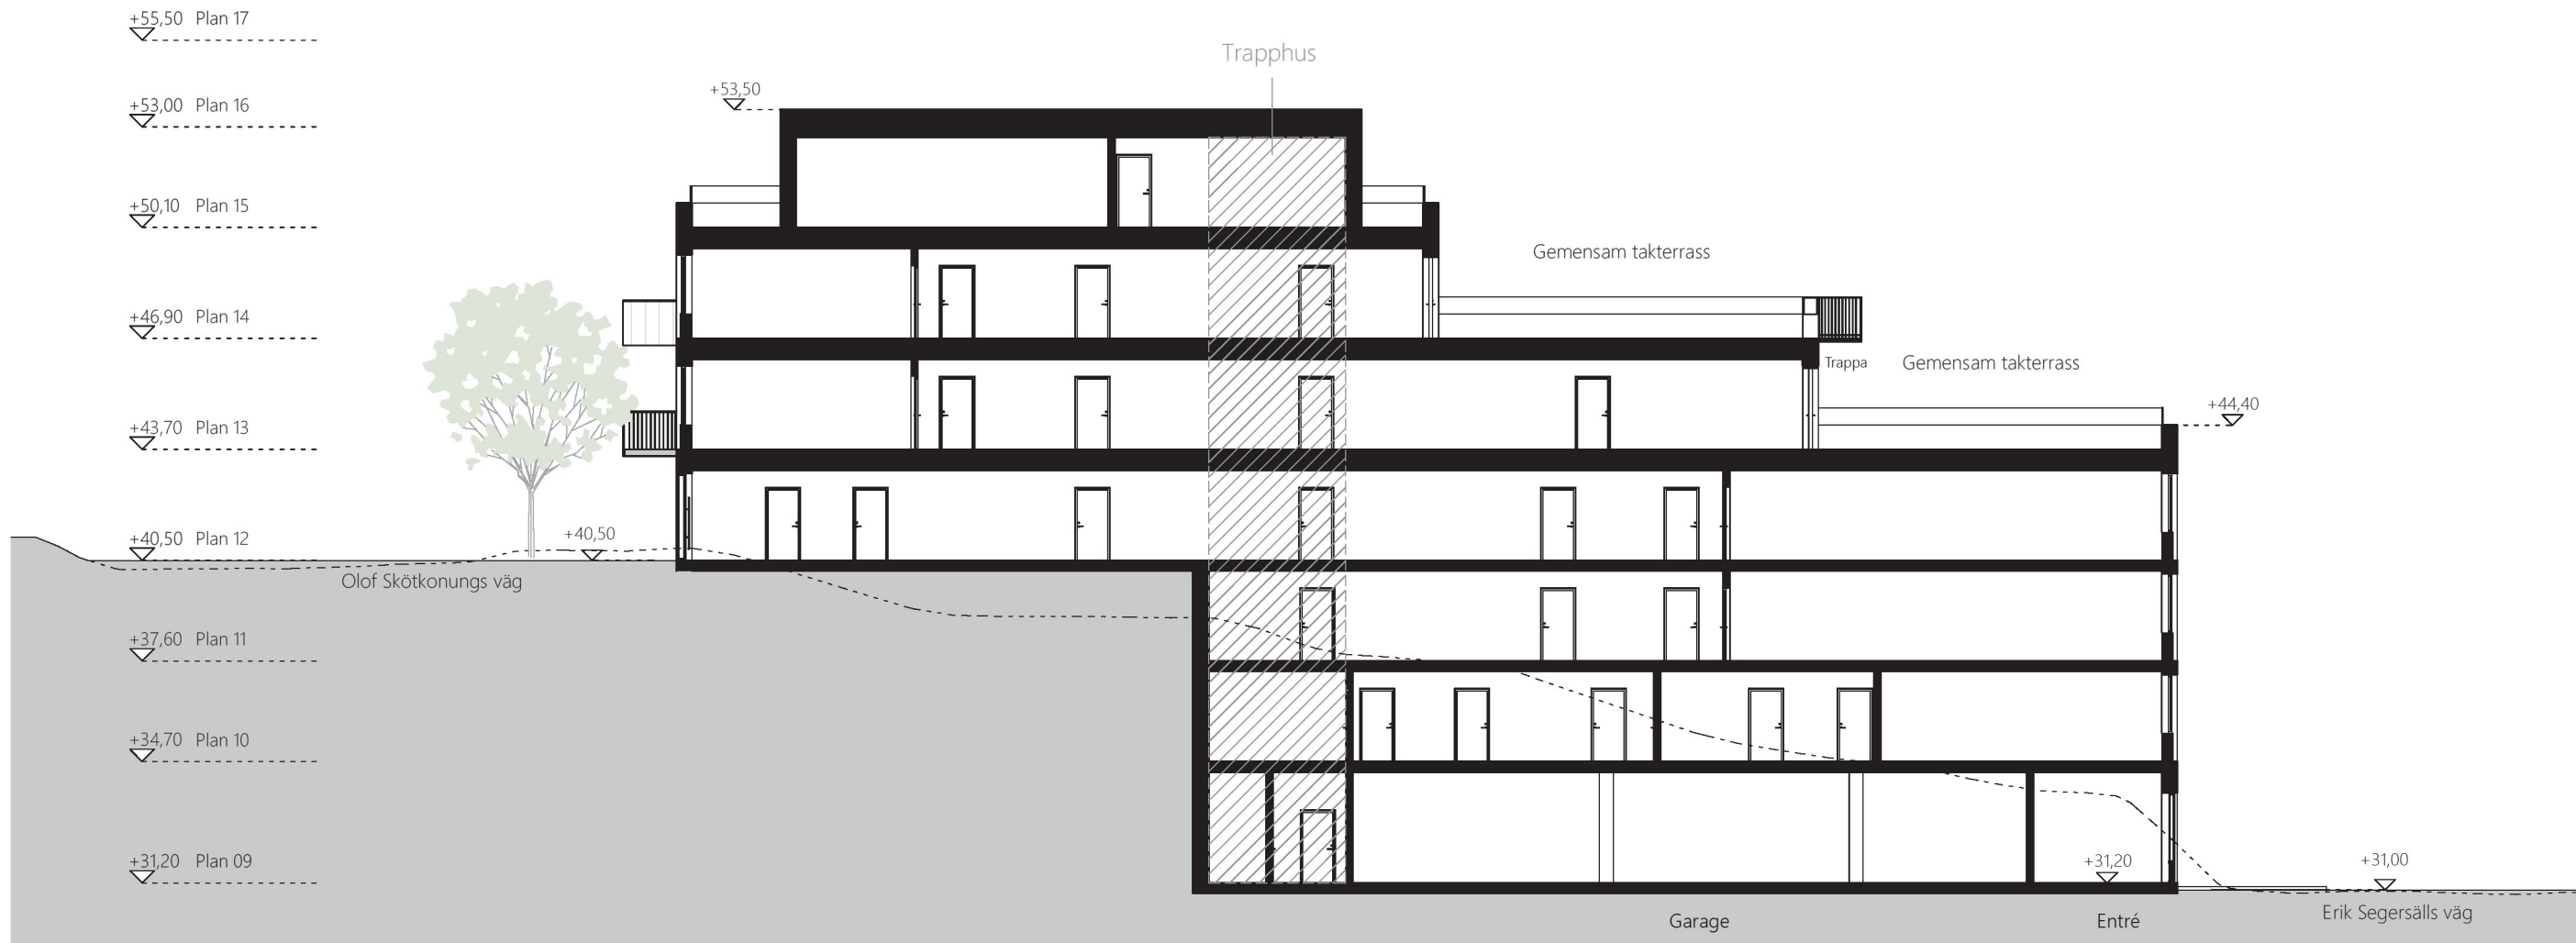 +55,50 Plan 17
Trapphus
+53,50
+53,00 Plan 16
+50,10 Plan 15
Gemensam takterrass
+46,90 Plan 14
Trappa
Gemensam takterrass
+44,40
+43,70 Plan 13
+40,50
+40,50 Plan 12
Olof Skötkonungs väg
+37,60 Plan 11
+34,70 Plan 10
+31,20 Plan 09
+31,20
+31,00
Erik Segersälls väg
Garage
Entré